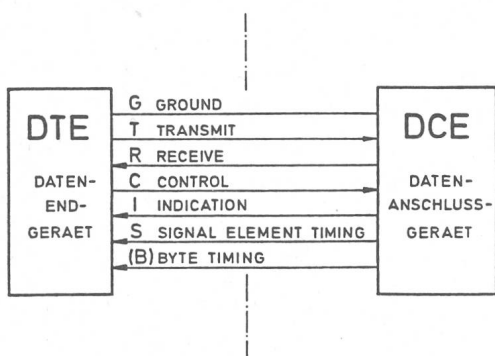 DTE
DATEN-
END-
GERAET
G GROUND
T TRANSMIT
R RECEIVE
C CONTROL
I INDICATION
S SIGNAL ELEMENT TIMING
(B) BYTE TIMING
DCE
DATEN-
ANSCHLUSS-
GERAET